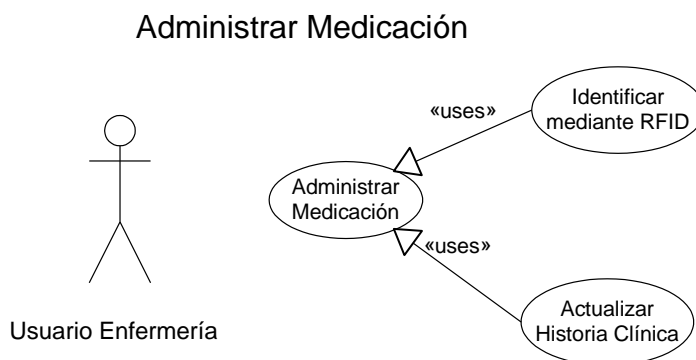 Administrar Medicación
«uses»
Identificar
mediante RFID
Administrar
Medicación
«uses»
Actualizar
Historia Clínica
Usuario Enfermería